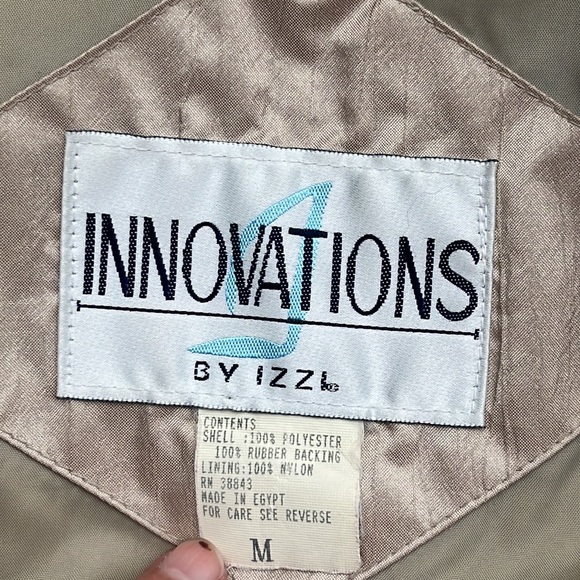 INNOVATIONS
BY IZZI®
CONTENTS
SHELL :100% POLYESTER
100% RUBBER BACKING
LINING:100% NYLON
RN 38843
MADE IN EGYPT
FOR CARE SEE REVERSE
M